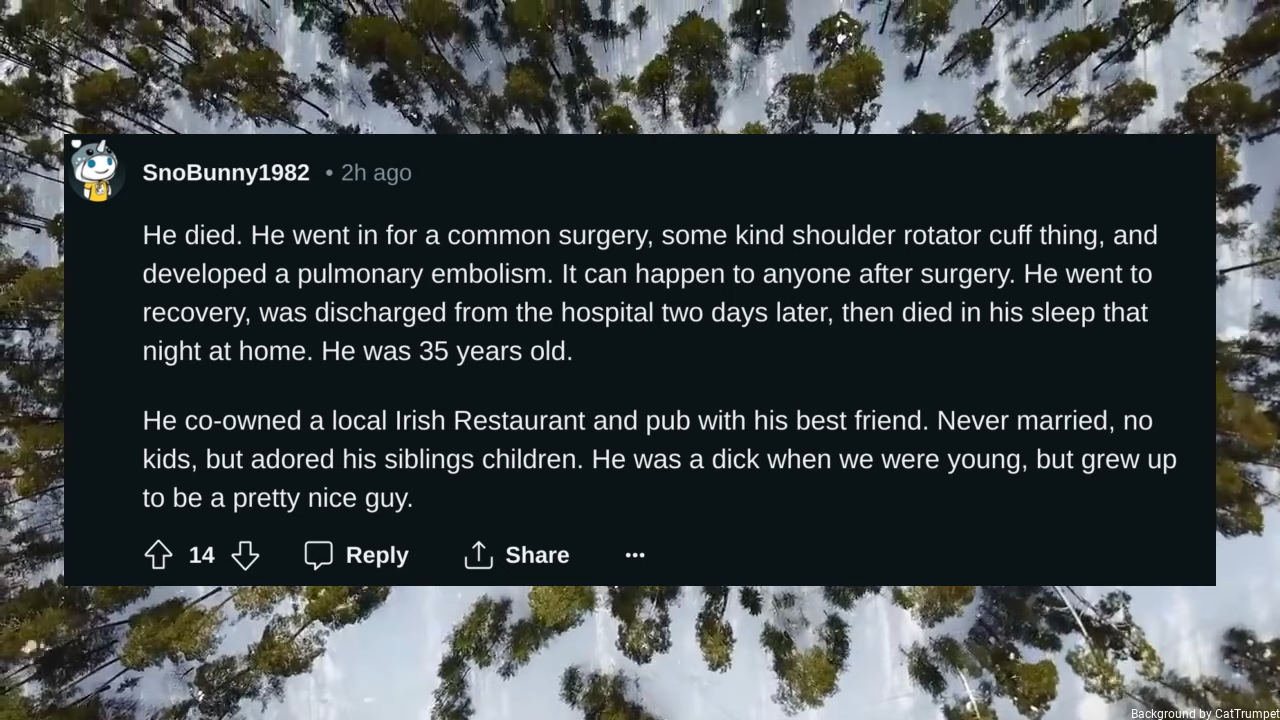 SnoBunny1982 • 2h ago
He died. He went in for a common surgery, some kind shoulder rotator cuff thing, and
developed a pulmonary embolism. It can happen to anyone after surgery. He went to
recovery, was discharged from the hospital two days later, then died in his sleep that
night at home. He was 35 years old.
He co-owned a local Irish Restaurant and pub with his best friend. Never married, no
kids, but adored his siblings children. He was a dick when we were young, but grew up
to be a pretty nice guy.
14 Reply Share ...
Background by CatTrumpet